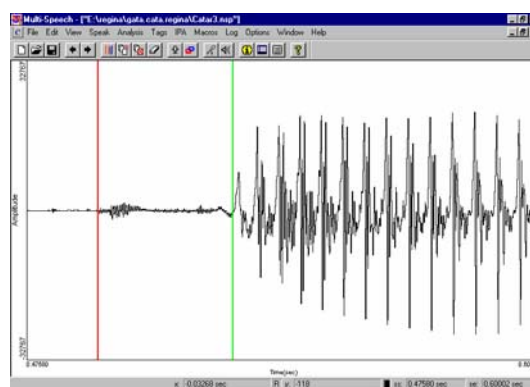 Multi-Speech - ["E:\regina\gata.cata.regina\Catar3.nsp"]
File Edit View Speak Analysis Tags IPA Macros Log Options Window Help
32767
Amplitude
-32767
0.47580
Time(sec)
0.60
x: -0.03268 sec R y: -118 ss: 0.47580 sec se: 0.60002 sec